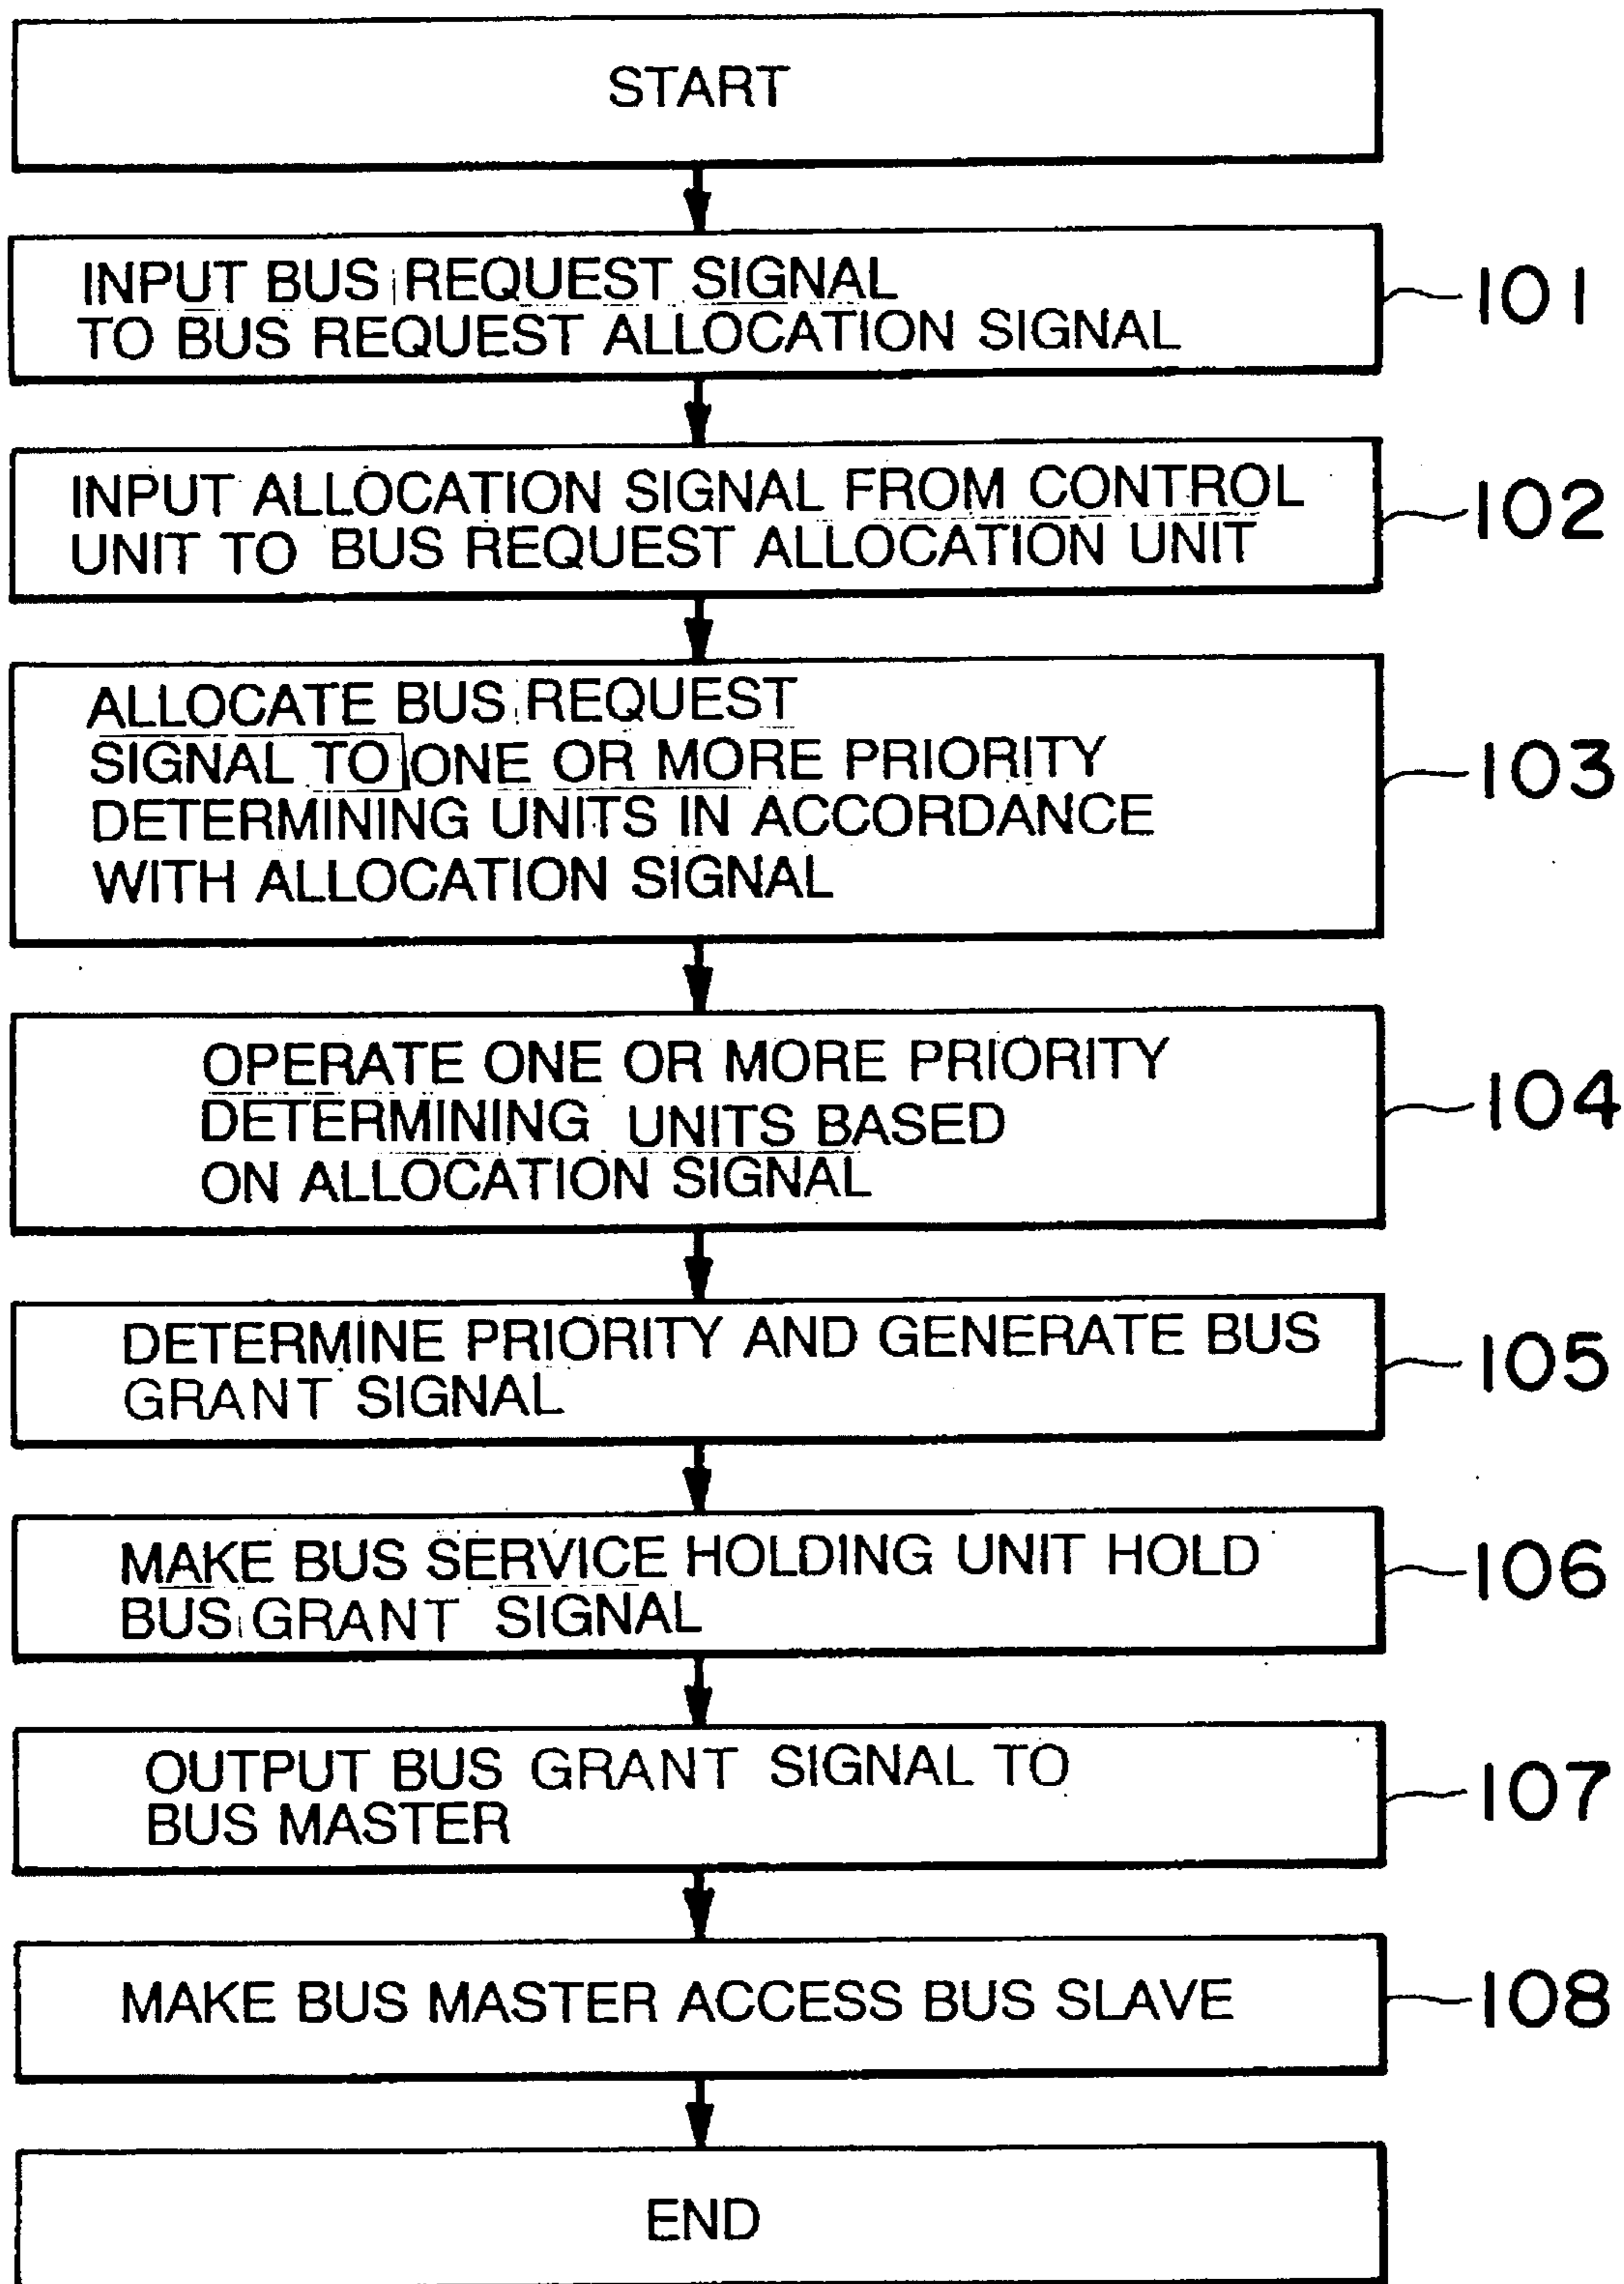 START
INPUT BUS REQUEST SIGNAL
TO BUS REQUEST ALLOCATION SIGNAL
101
INPUT ALLOCATION SIGNAL FROM CONTROL
UNIT TO BUS REQUEST ALLOCATION UNIT
102
ALLOCATE BUS REQUEST
SIGNAL TO ONE OR MORE PRIORITY
DETERMINING UNITS IN ACCORDANCE
WITH ALLOCATION SIGNAL
103
OPERATE ONE OR MORE PRIORITY
DETERMINING UNITS BASED
ON ALLOCATION SIGNAL
104
DETERMINE PRIORITY AND GENERATE BUS
GRANT SIGNAL
105
MAKE BUS SERVICE HOLDING UNIT HOLD
BUS GRANT SIGNAL
106
OUTPUT BUS GRANT SIGNAL TO
BUS MASTER
107
MAKE BUS MASTER ACCESS BUS SLAVE
108
END